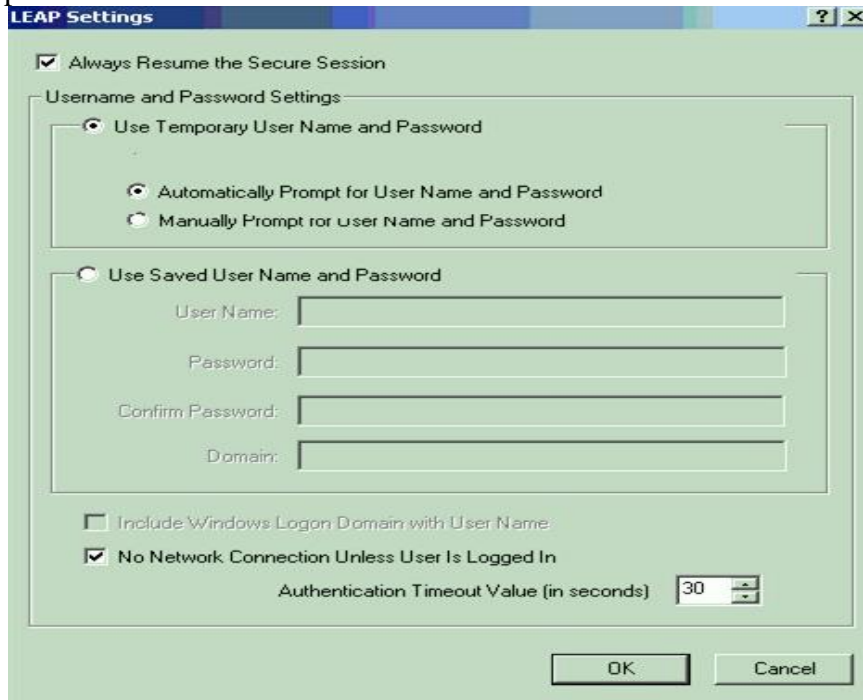 LEAP Settings
Always Resume the Secure Session
Username and Password Settings
Use Temporary User Name and Password
Automatically Prompt for User Name and Password
Manually Prompt for User Name and Password
Use Saved User Name and Password
User Name:
Password:
Confirm Password:
Domain:
Include Windows Logon Domain with User Name
No Network Connection Unless User Is Logged In
Authentication Timeout Value (in seconds) 30
OK Cancel